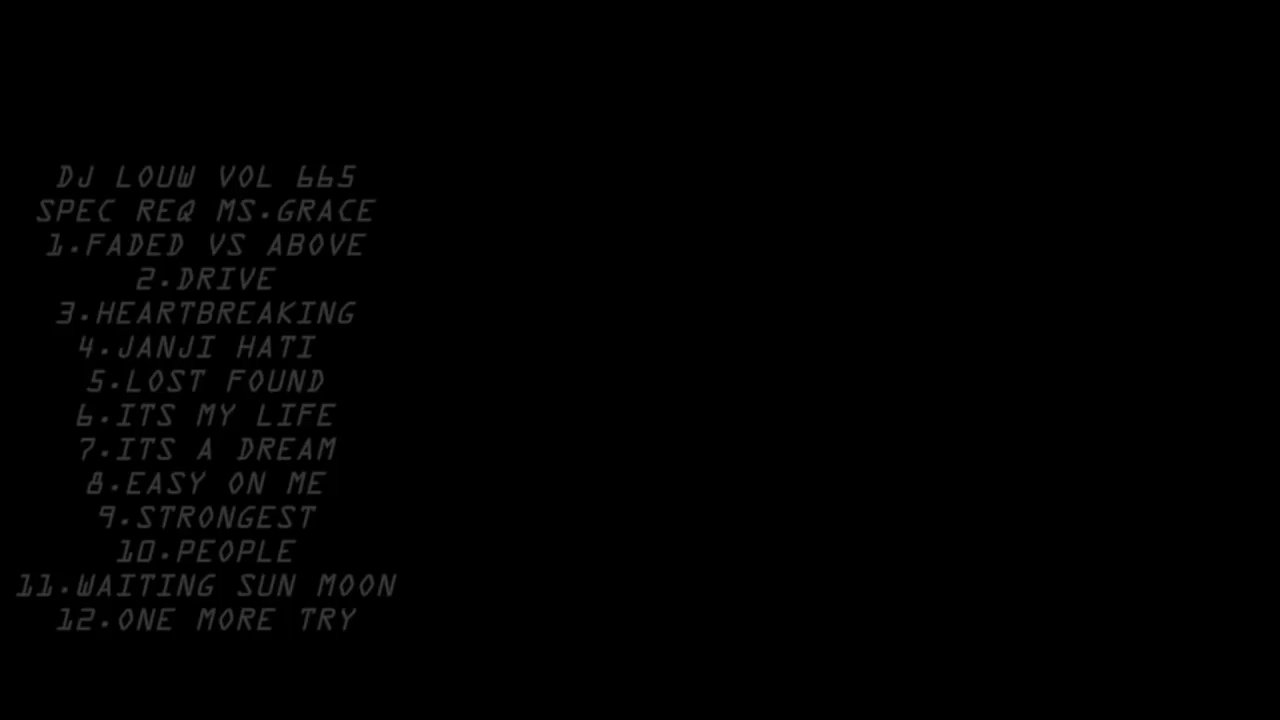 DJ LOUW VOL 665
SPEC REQ MS.GRACE
1.FADED VS ABOVE
2.DRIVE
3.HEARTBREAKING
4.JANJI HATI
5.LOST FOUND
6.ITS MY LIFE
7.ITS A DREAM
8.EASY ON ME
9.STRONGEST
10.PEOPLE
11.WAITING SUN MOON
12.ONE MORE TRY